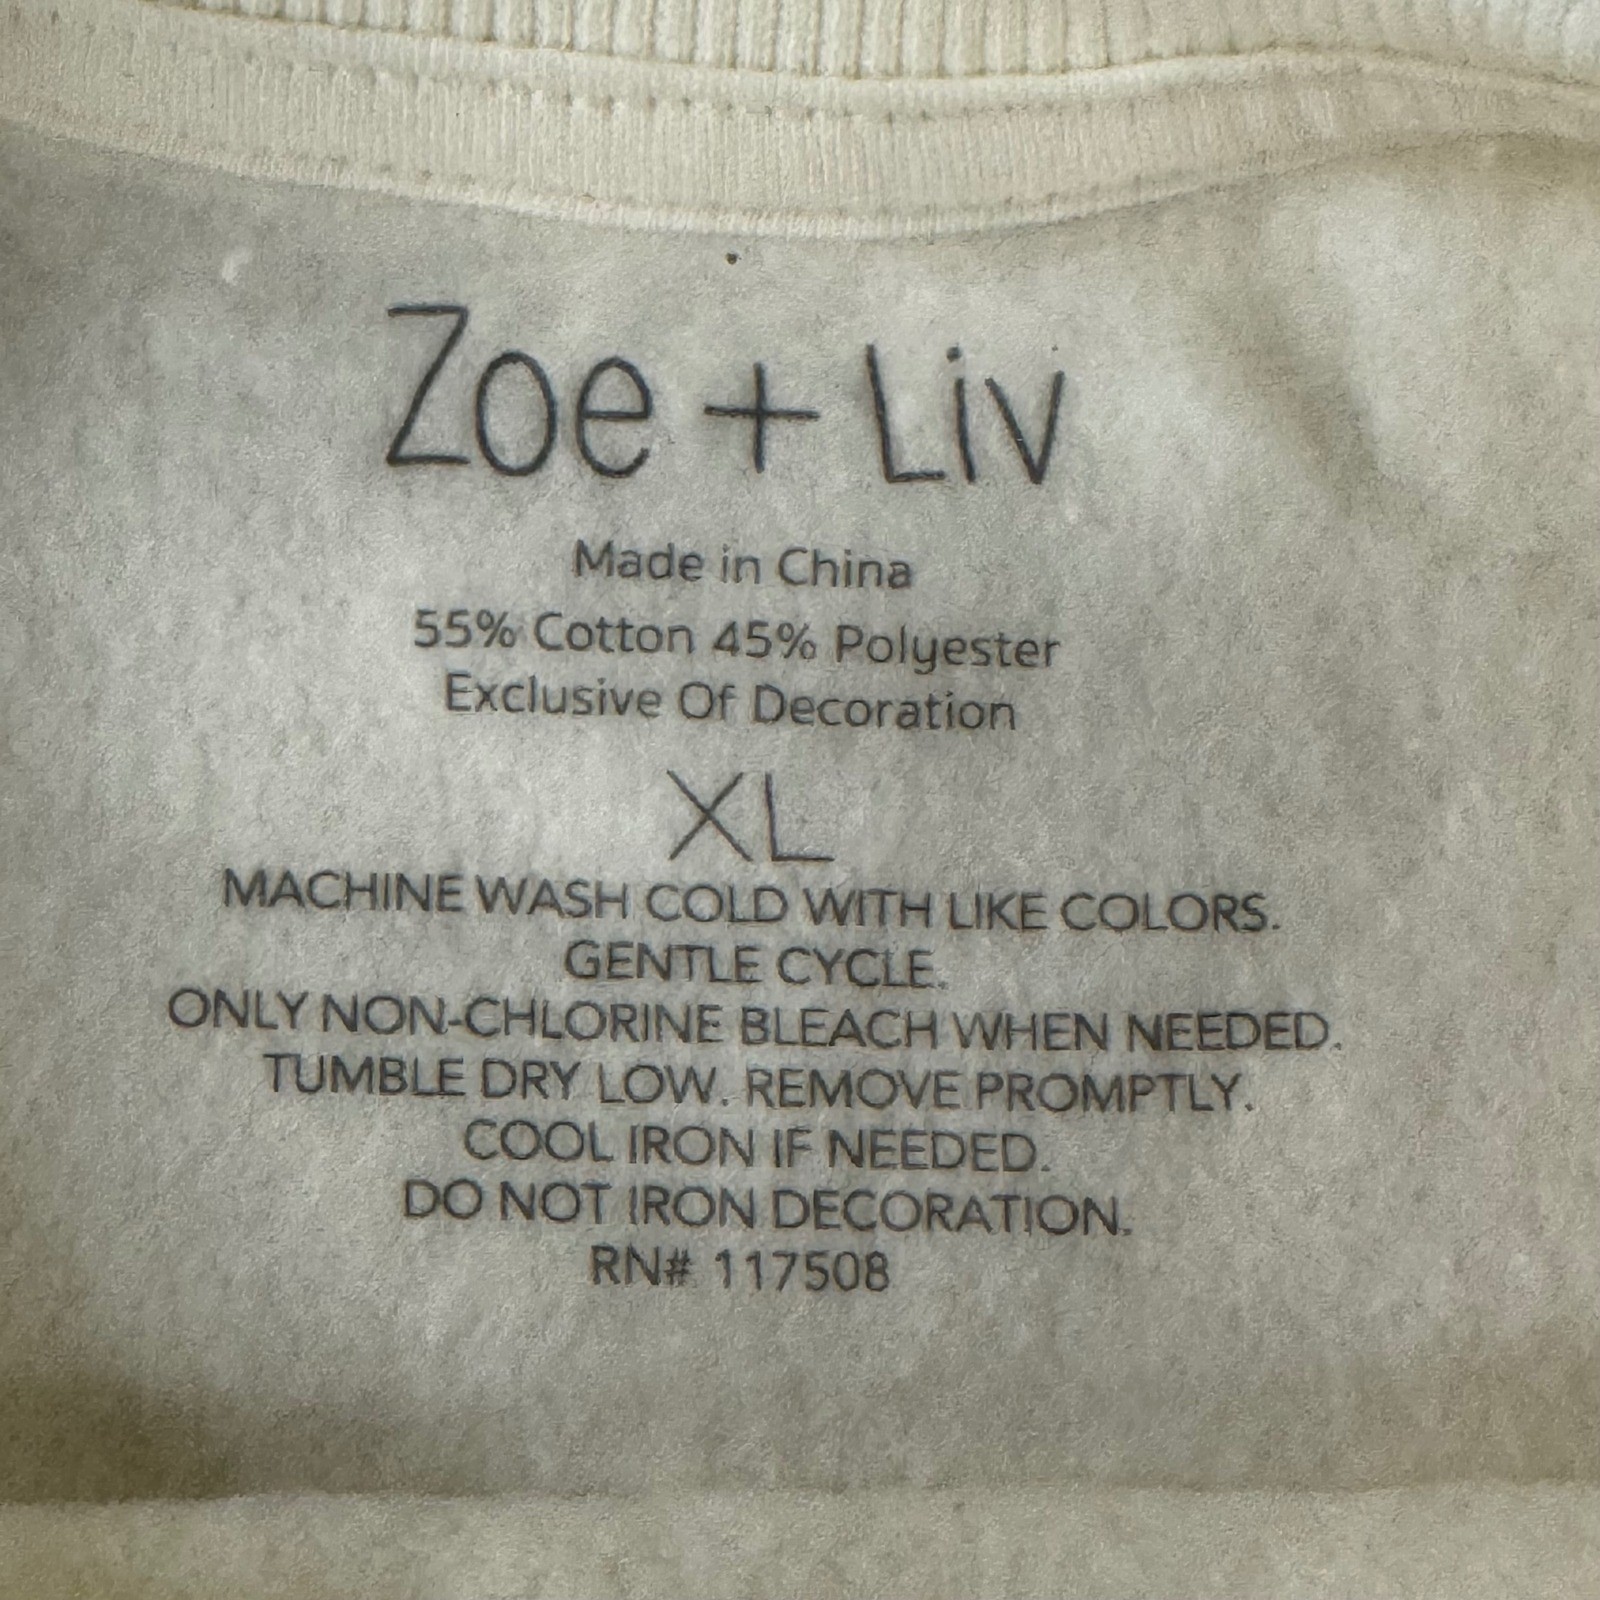 Zoe + Liv
Made in China
55% Cotton 45% Polyester
Exclusive Of Decoration
XL
MACHINE WASH COLD WITH LIKE COLORS.
GENTLE CYCLE.
ONLY NON-CHLORINE BLEACH WHEN NEEDED.
TUMBLE DRY LOW. REMOVE PROMPTLY.
COOL IRON IF NEEDED.
DO NOT IRON DECORATION.
RN# 117508